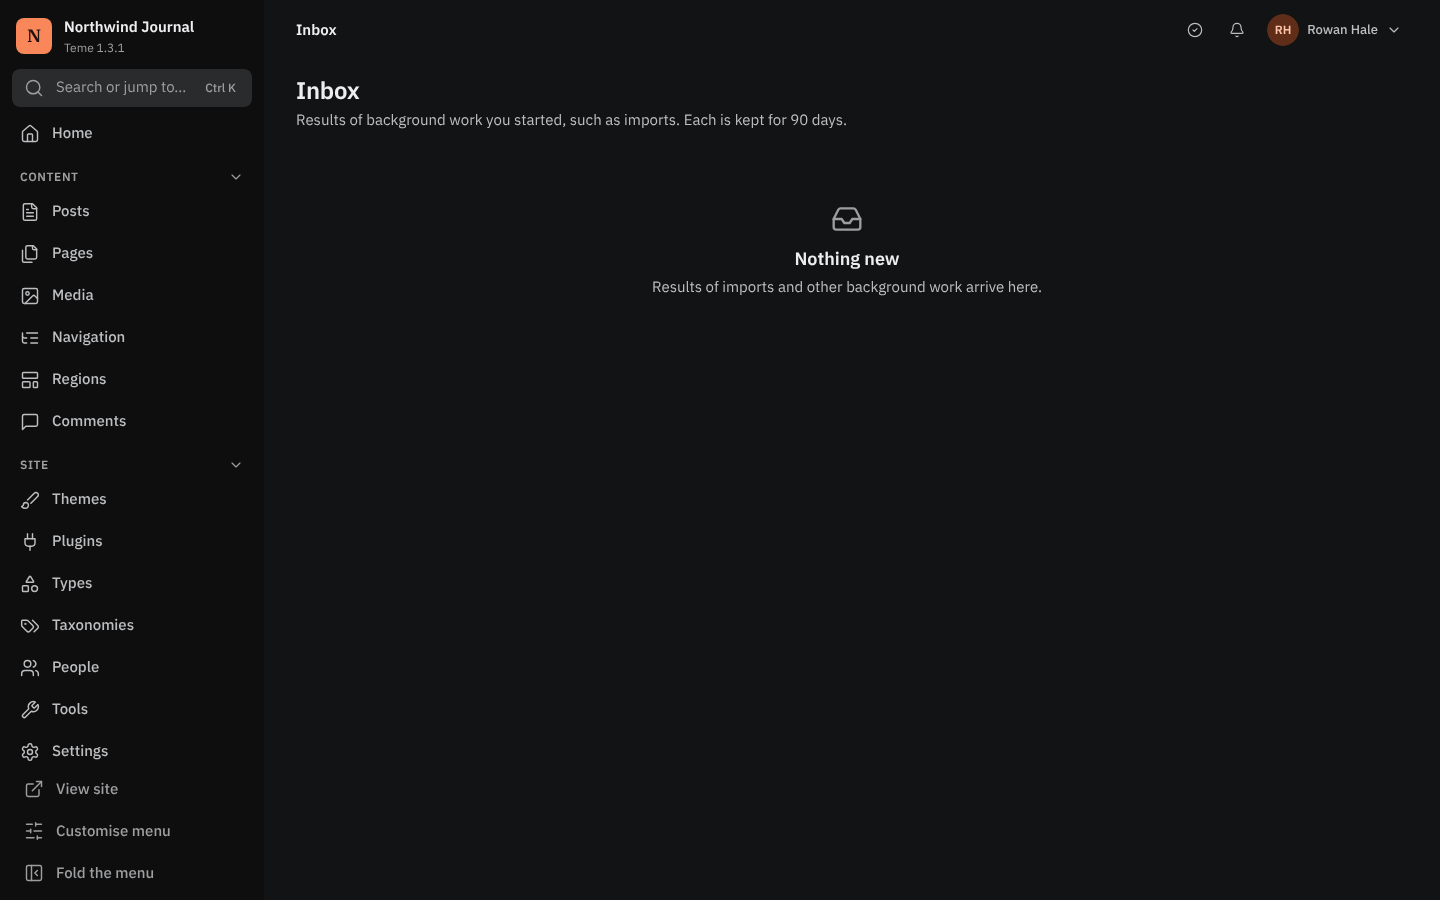 N
Northwind Journal
Teme 1.3.1
Search or jump to...
Ctrl K
Home
CONTENT
Posts
Pages
Media
Navigation
Regions
Comments
SITE
Themes
Plugins
Types
Taxonomies
People
Tools
Settings
View site
Customise menu
Fold the menu
Inbox
RH
Rowan Hale
Inbox
Results of background work you started, such as imports. Each is kept for 90 days.
Nothing new
Results of imports and other background work arrive here.